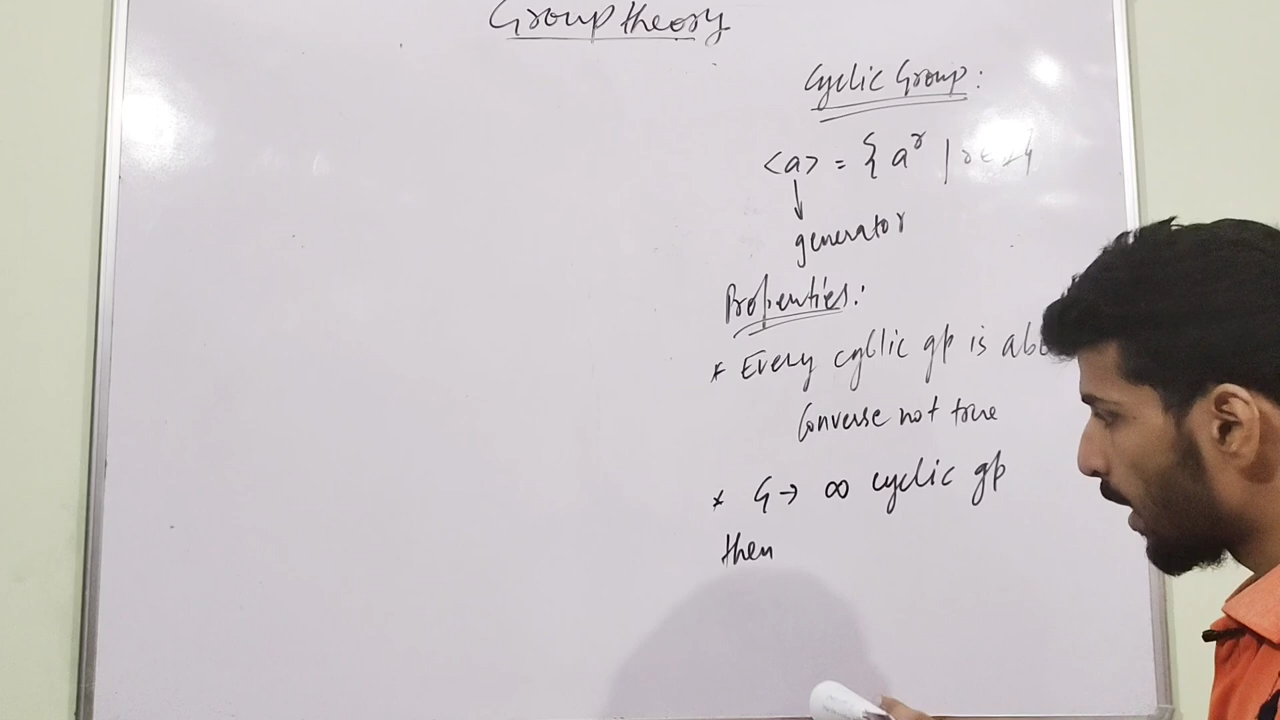 Group theory
Cyclic Group:
<a> = { a^r | r ∈
generator
Properties:
* Every cyclic gp is abe
Converse not true
* G → ∞ cyclic gp
then